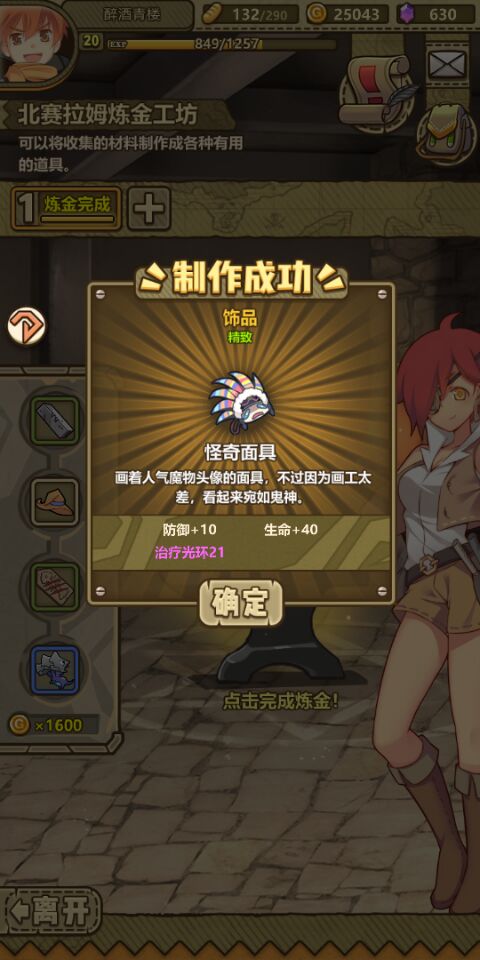 醉酒青楼
132/290
25043
630
20
EXP
849/1257
北赛拉姆炼金工坊
可以将收集的材料制作成各种有用
的道具。
1 炼金完成
制作成功
饰品
精致
怪奇面具
画着人气魔物头像的面具，不过因为画工太
差，看起来宛如鬼神。
防御+10 生命+40
治疗光环21
确定
点击完成炼金！
×1600
离开